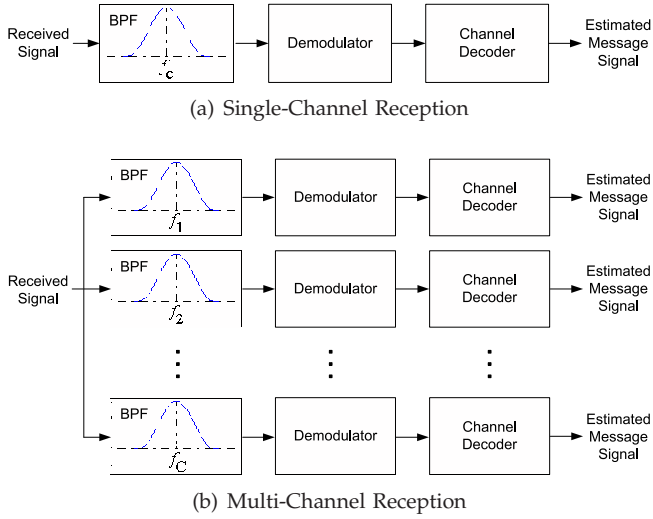 Received
Signal
BPF
Demodulator
Channel
Decoder
Estimated
Message
Signal
(a) Single-Channel Reception
BPF
f1
Demodulator
Channel
Decoder
Estimated
Message
Signal
Received
Signal
BPF
f2
Demodulator
Channel
Decoder
Estimated
Message
Signal
BPF
fC
Demodulator
Channel
Decoder
Estimated
Message
Signal
(b) Multi-Channel Reception